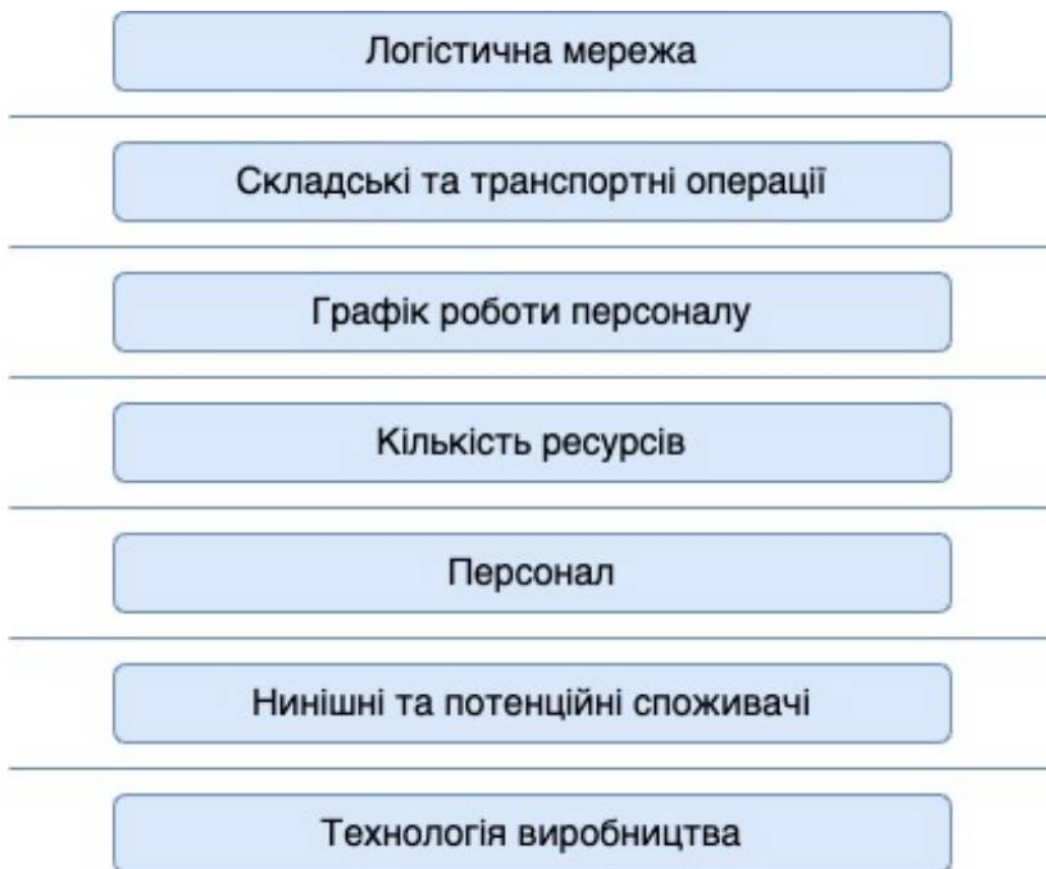 Логістична мережа
Складські та транспортні операції
Графік роботи персоналу
Кількість ресурсів
Персонал
Нинішні та потенційні споживачі
Технологія виробництва